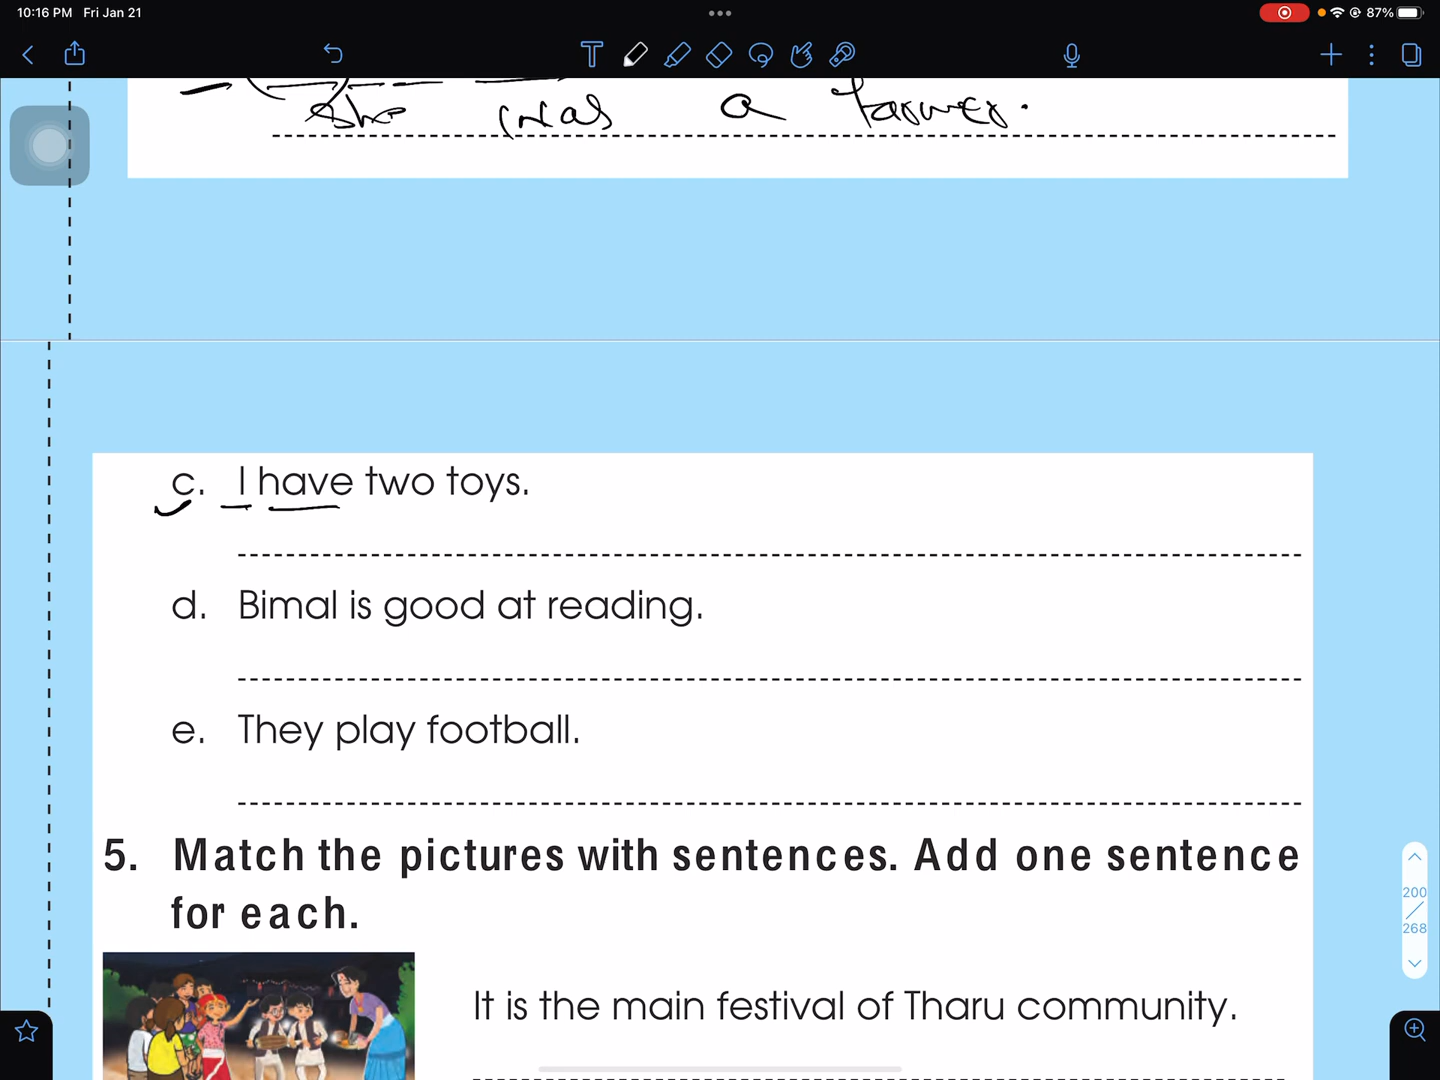 10:16 PM Fri Jan 21
87%
She was a farmer.
c. I have two toys.
d. Bimal is good at reading.
e. They play football.
5. Match the pictures with sentences. Add one sentence
for each.
It is the main festival of Tharu community.
200
268